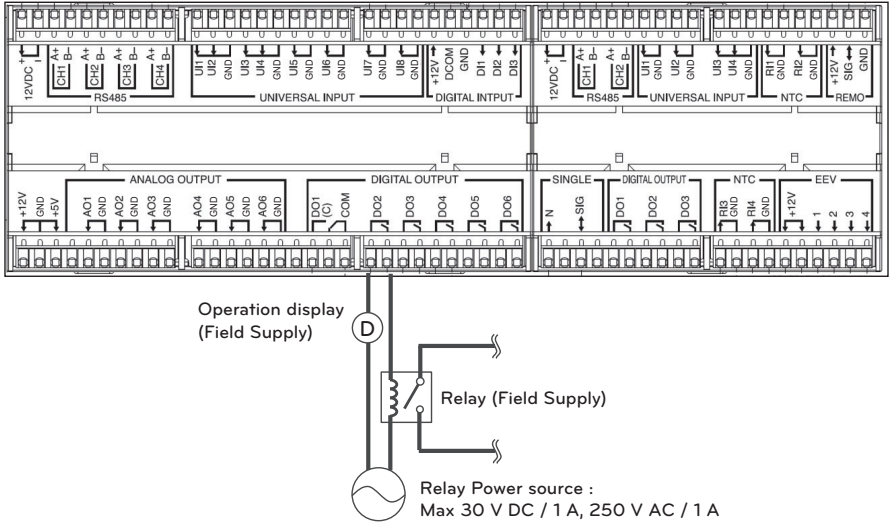 12VDC + −
A+ B− A+ B− A+ B− A+ B−
CH1 CH2 CH3 CH4
RS485
UI1 UI2 GND UI3 UI4 GND UI5 GND UI6 GND UI7 GND UI8 GND
UNIVERSAL INPUT
+12V DCOM GND DI1 DI2 DI3
DIGITAL INTPUT
12VDC + −
A+ B− A+ B−
CH1 CH2
RS485
UI1 UI2 GND UI3 UI4 GND
UNIVERSAL INPUT
RI1 GND RI2 GND
NTC
+12V SIG GND
REMO
ANALOG OUTPUT
+12V GND +5V AO1 GND AO2 GND AO3 GND AO4 GND AO5 GND AO6 GND
DIGITAL OUTPUT
DO1 (C) COM DO2 DO3 DO4 DO5 DO6
SINGLE
N SIG
DIGITAL OUTPUT
DO1 DO2 DO3
NTC
RI3 GND RI4 GND
EEV
+12V 1 2 3 4
Operation display
(Field Supply)
D
Relay (Field Supply)
Relay Power source :
Max 30 V DC / 1 A, 250 V AC / 1 A